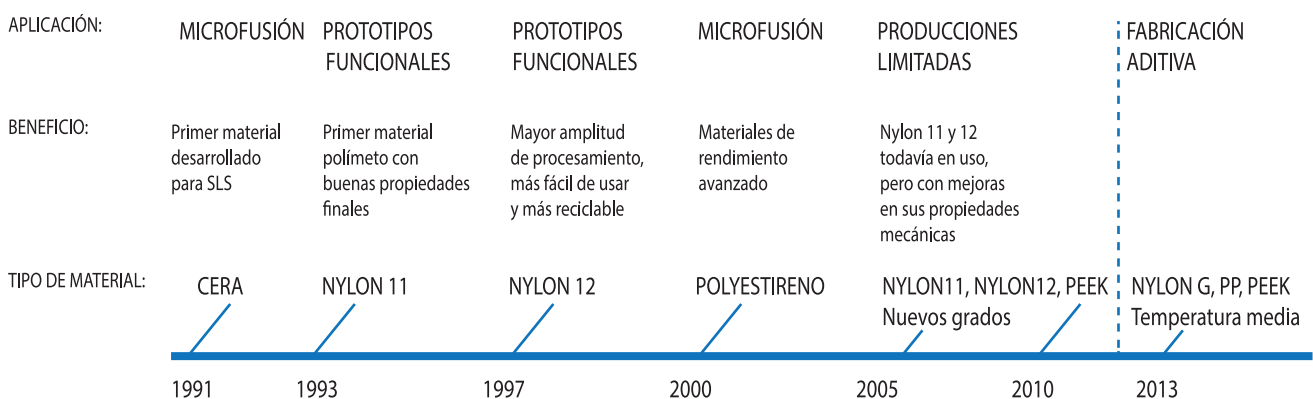 APLICACIÓN:
MICROFUSIÓN
PROTOTIPOS
FUNCIONALES
PROTOTIPOS
FUNCIONALES
MICROFUSIÓN
PRODUCCIONES
LIMITADAS
FABRICACIÓN
ADITIVA
BENEFICIO:
Primer material
desarrollado
para SLS
Primer material
polímeto con
buenas propiedades
finales
Mayor amplitud
de procesamiento,
más fácil de usar
y más reciclable
Materiales de
rendimiento
avanzado
Nylon 11 y 12
todavía en uso,
pero con mejoras
en sus propiedades
mecánicas
TIPO DE MATERIAL:
CERA
NYLON 11
NYLON 12
POLYESTIRENO
NYLON11, NYLON12, PEEK
Nuevos grados
NYLON G, PP, PEEK
Temperatura media
1991
1993
1997
2000
2005
2010
2013